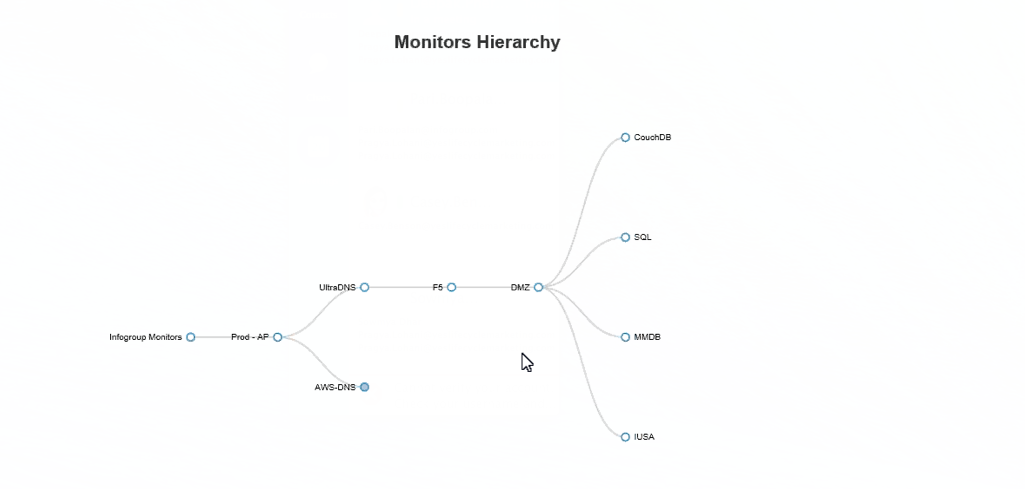 Monitors Hierarchy
CouchDB
SQL
UltraDNS
F5
DMZ
Infogroup Monitors
Prod - AP
MMDB
AWS-DNS
IUSA